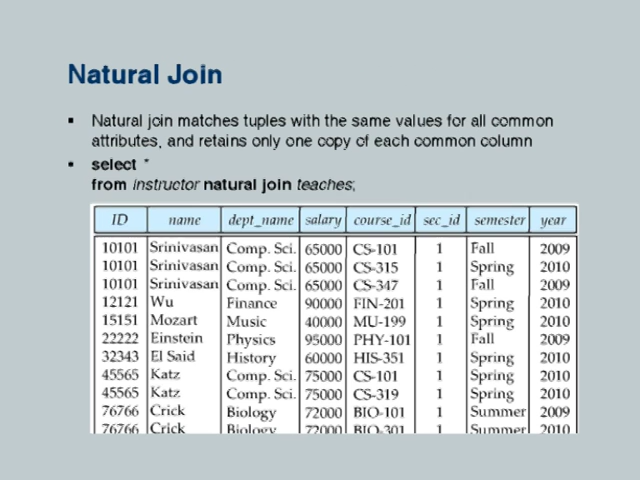 Natural Join
▪ Natural join matches tuples with the same values for all common
attributes, and retains only one copy of each common column
▪ select *
from instructor natural join teaches;
ID name dept_name salary course_id sec_id semester year
10101 Srinivasan Comp. Sci. 65000 CS-101 1 Fall 2009
10101 Srinivasan Comp. Sci. 65000 CS-315 1 Spring 2010
10101 Srinivasan Comp. Sci. 65000 CS-347 1 Fall 2009
12121 Wu Finance 90000 FIN-201 1 Spring 2010
15151 Mozart Music 40000 MU-199 1 Spring 2010
22222 Einstein Physics 95000 PHY-101 1 Fall 2009
32343 El Said History 60000 HIS-351 1 Spring 2010
45565 Katz Comp. Sci. 75000 CS-101 1 Spring 2010
45565 Katz Comp. Sci. 75000 CS-319 1 Spring 2010
76766 Crick Biology 72000 BIO-101 1 Summer 2009
76766 Crick Biology 72000 BIO-301 1 Summer 2010